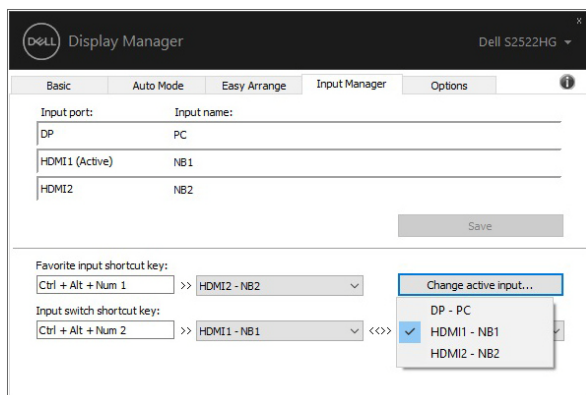 DELL Display Manager
Dell S2522HG
Basic Auto Mode Easy Arrange Input Manager Options
Input port: Input name:
DP PC
HDMI1 (Active) NB1
HDMI2 NB2
Save
Favorite input shortcut key:
Ctrl + Alt + Num 1 >> HDMI2 - NB2 Change active input...
Input switch shortcut key:
Ctrl + Alt + Num 2 >> HDMI1 - NB1 <<>>
DP - PC
HDMI1 - NB1
HDMI2 - NB2